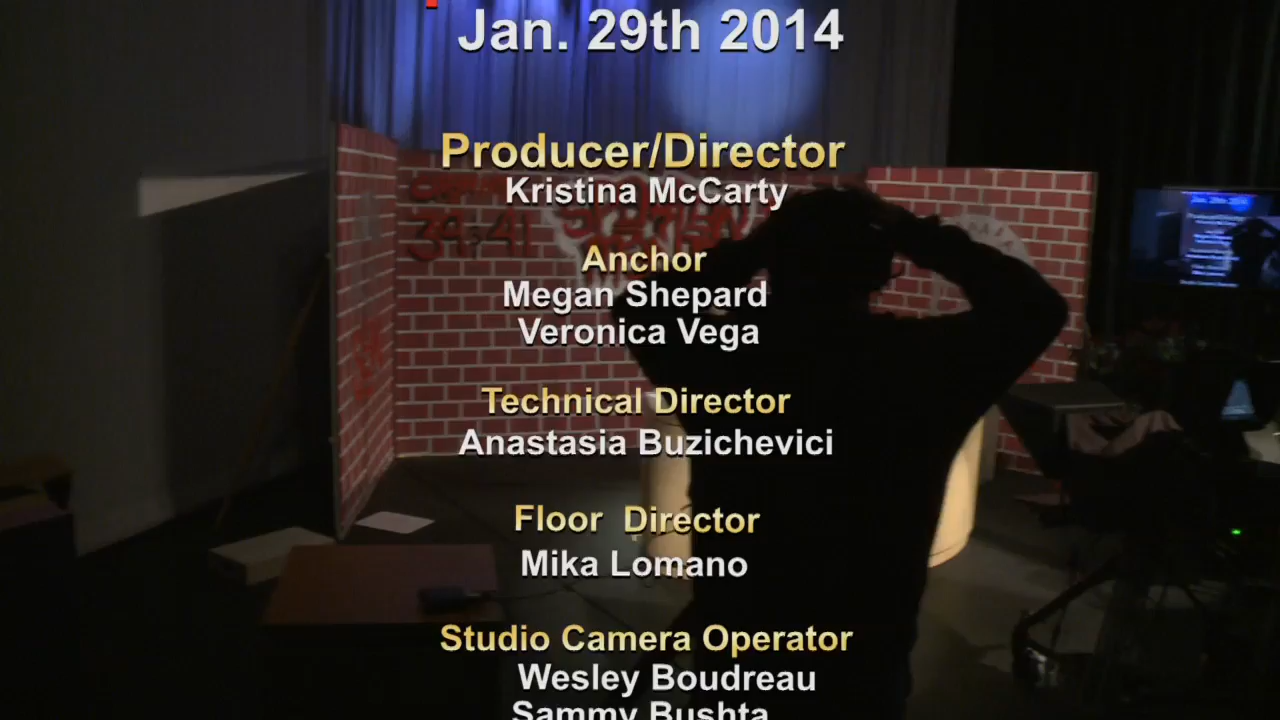 Jan. 29th 2014
Producer/Director
Kristina McCarty
Anchor
Megan Shepard
Veronica Vega
Technical Director
Anastasia Buzichevici
Floor Director
Mika Lomano
Studio Camera Operator
Wesley Boudreau
Sammy Bushta